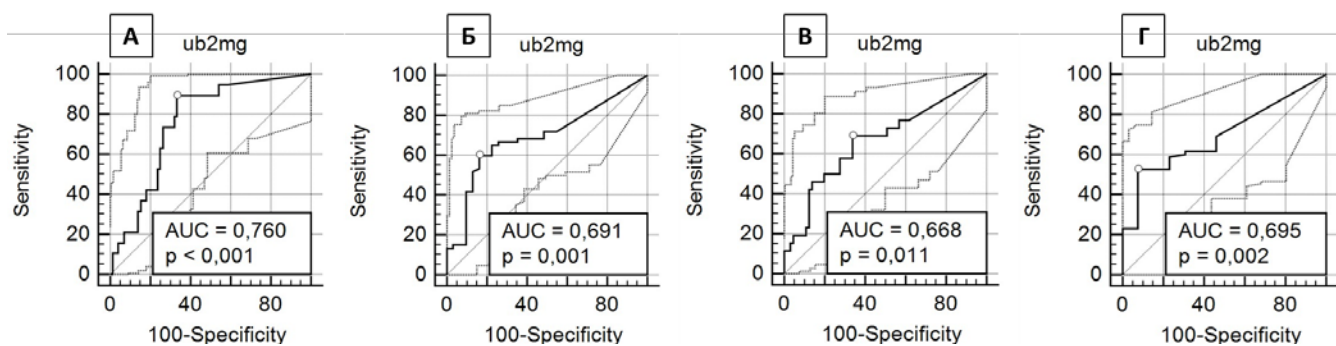 А
ub2mg
100
80
60
40
20
0
Sensitivity
AUC = 0,760
p < 0,001
0 40 80
100-Specificity
Б
ub2mg
100
80
60
40
20
0
Sensitivity
AUC = 0,691
p = 0,001
0 40 80
100-Specificity
В
ub2mg
100
80
60
40
20
0
Sensitivity
AUC = 0,668
p = 0,011
0 40 80
100-Specificity
Г
ub2mg
100
80
60
40
20
0
Sensitivity
AUC = 0,695
p = 0,002
0 40 80
100-Specificity